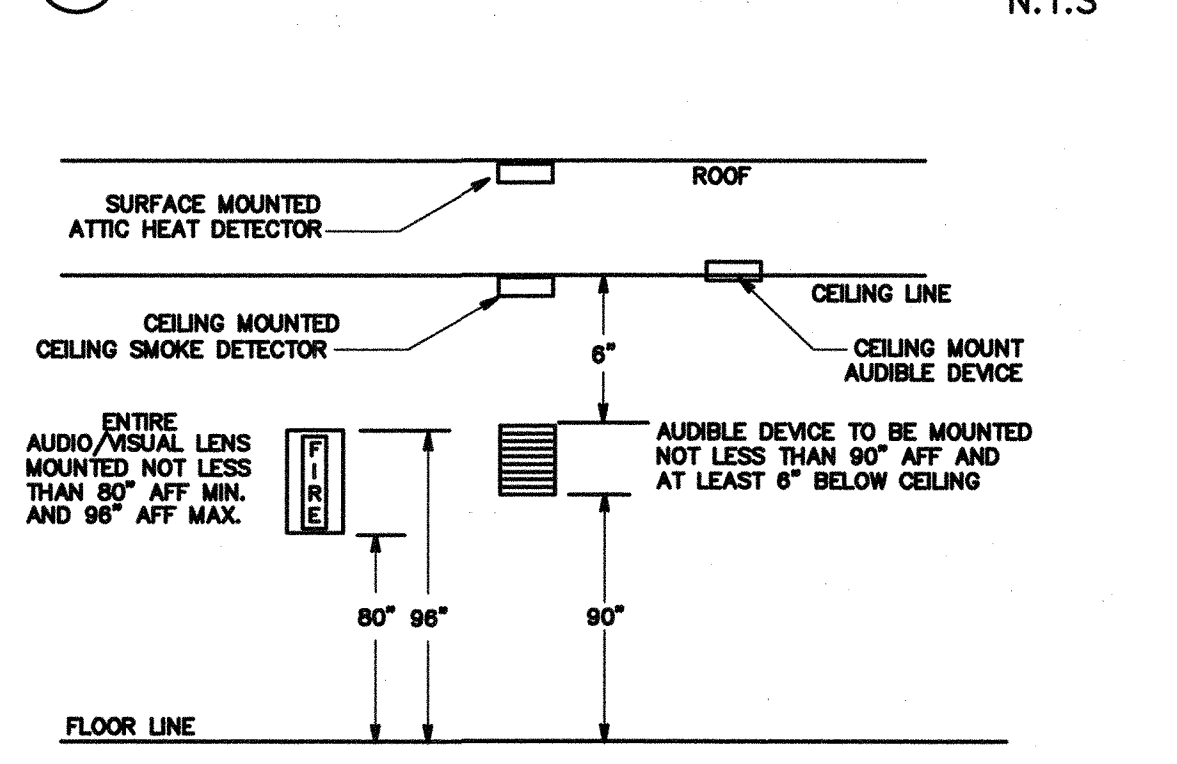 N.T.S
ROOF
SURFACE MOUNTED
ATTIC HEAT DETECTOR
CEILING LINE
CEILING MOUNTED
CEILING SMOKE DETECTOR
6"
CEILING MOUNT
AUDIBLE DEVICE
ENTIRE
AUDIO/VISUAL LENS
MOUNTED NOT LESS
THAN 80" AFF MIN.
AND 96" AFF MAX.
FIRE
AUDIBLE DEVICE TO BE MOUNTED
NOT LESS THAN 90" AFF AND
AT LEAST 6" BELOW CEILING
80"
96"
90"
FLOOR LINE